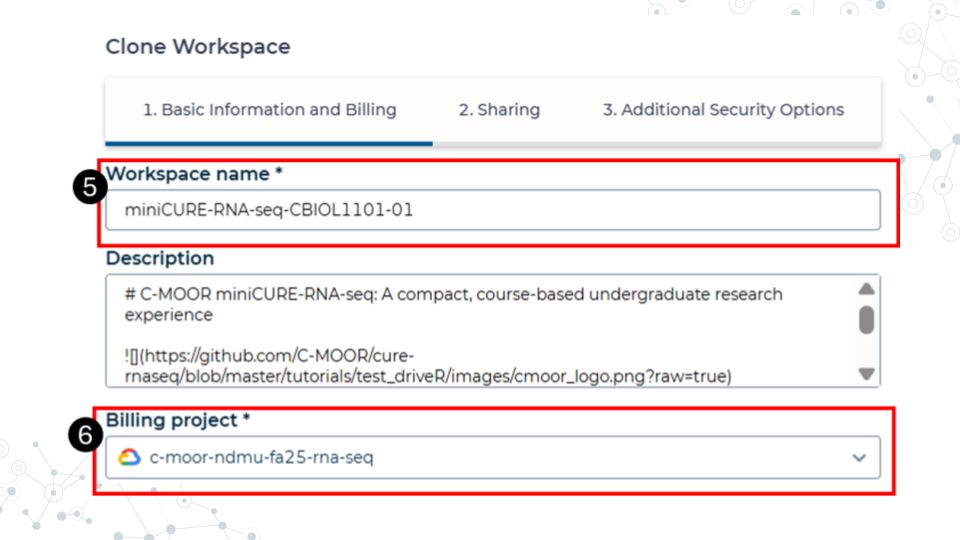 Clone Workspace
1. Basic Information and Billing 2. Sharing 3. Additional Security Options
5
Workspace name *
miniCURE-RNA-seq-CBIOL1101-01
Description
# C-MOOR miniCURE-RNA-seq: A compact, course-based undergraduate research
experience
![](https://github.com/C-MOOR/cure-
rnaseq/blob/master/tutorials/test_driveR/images/cmoor_logo.png?raw=true)
6
Billing project *
c-moor-ndmu-fa25-rna-seq